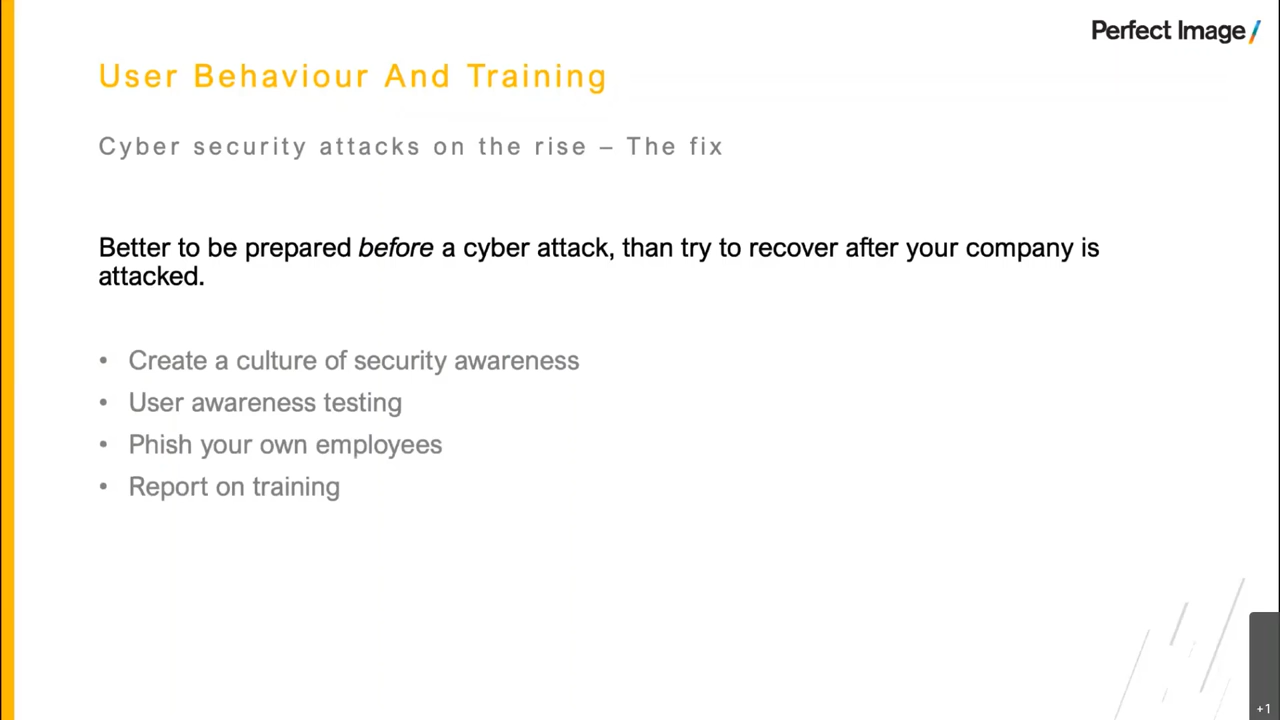 Perfect Image/
User Behaviour And Training
Cyber security attacks on the rise – The fix
Better to be prepared before a cyber attack, than try to recover after your company is
attacked.
• Create a culture of security awareness
• User awareness testing
• Phish your own employees
• Report on training
+1